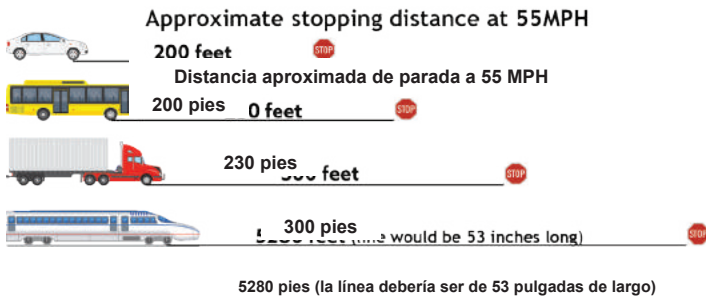 Approximate stopping distance at 55MPH
200 feet
STOP
Distancia aproximada de parada a 55 MPH
200 pies
0 feet
STOP
230 pies
feet
STOP
300 pies
feet
would be 53 inches long)
STOP
5280 pies (la línea debería ser de 53 pulgadas de largo)